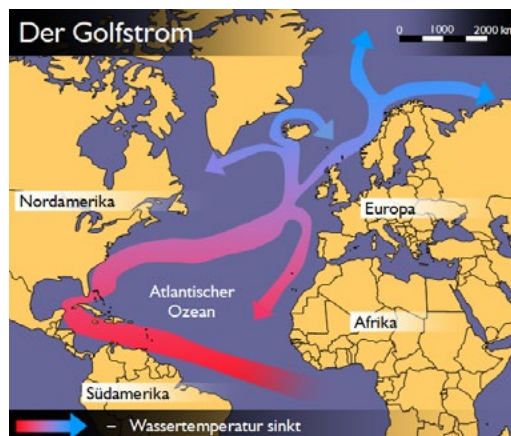 Der Golfstrom
0 1000 2000 km
Nordamerika
Europa
Atlantischer
Ozean
Afrika
Südamerika
– Wassertemperatur sinkt